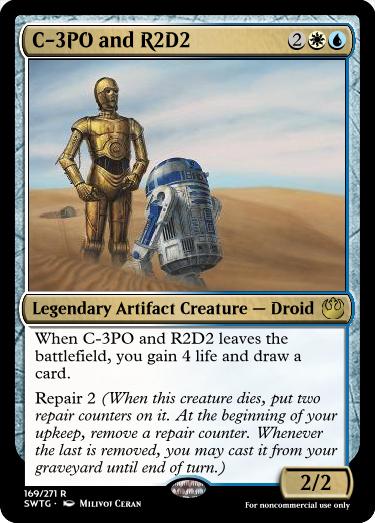 C-3PO and R2D2 2
Legendary Artifact Creature — Droid
When C-3PO and R2D2 leaves the
battlefield, you gain 4 life and draw a
card.
Repair 2 (When this creature dies, put two
repair counters on it. At the beginning of your
upkeep, remove a repair counter. Whenever
the last is removed, you may cast it from your
graveyard until end of turn.)
2/2
169/271 R
SWTG · Milivoj Ceran
For noncommercial use only